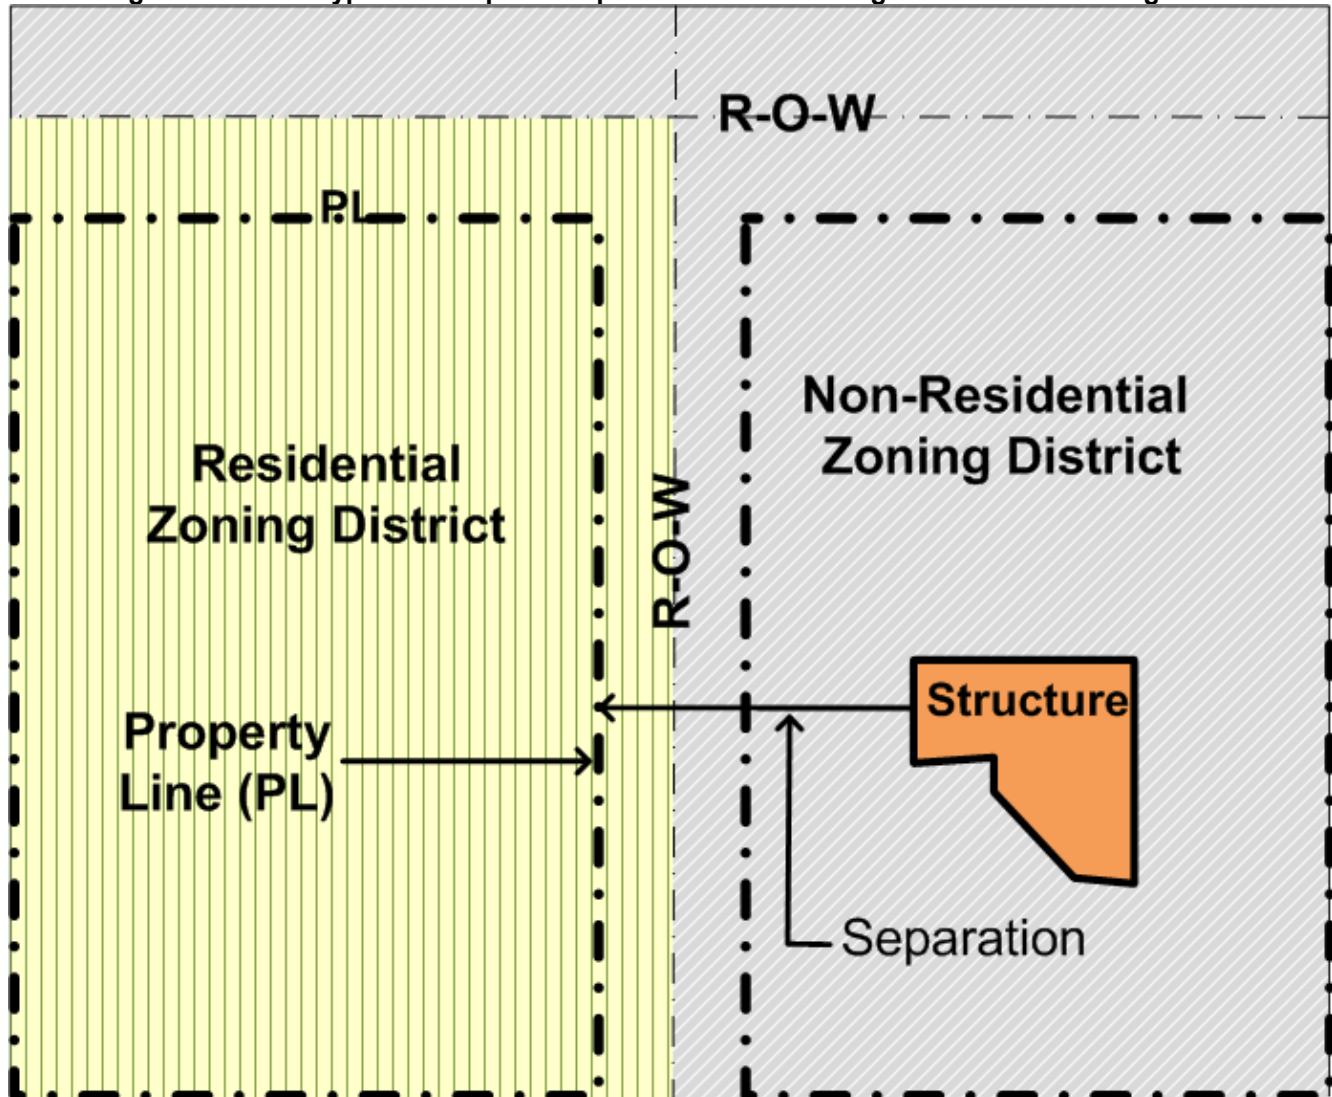 R-O-W
PL
Non-Residential
Zoning District
Residential
Zoning District
R-O-W
Structure
Property
Line (PL)
Separation